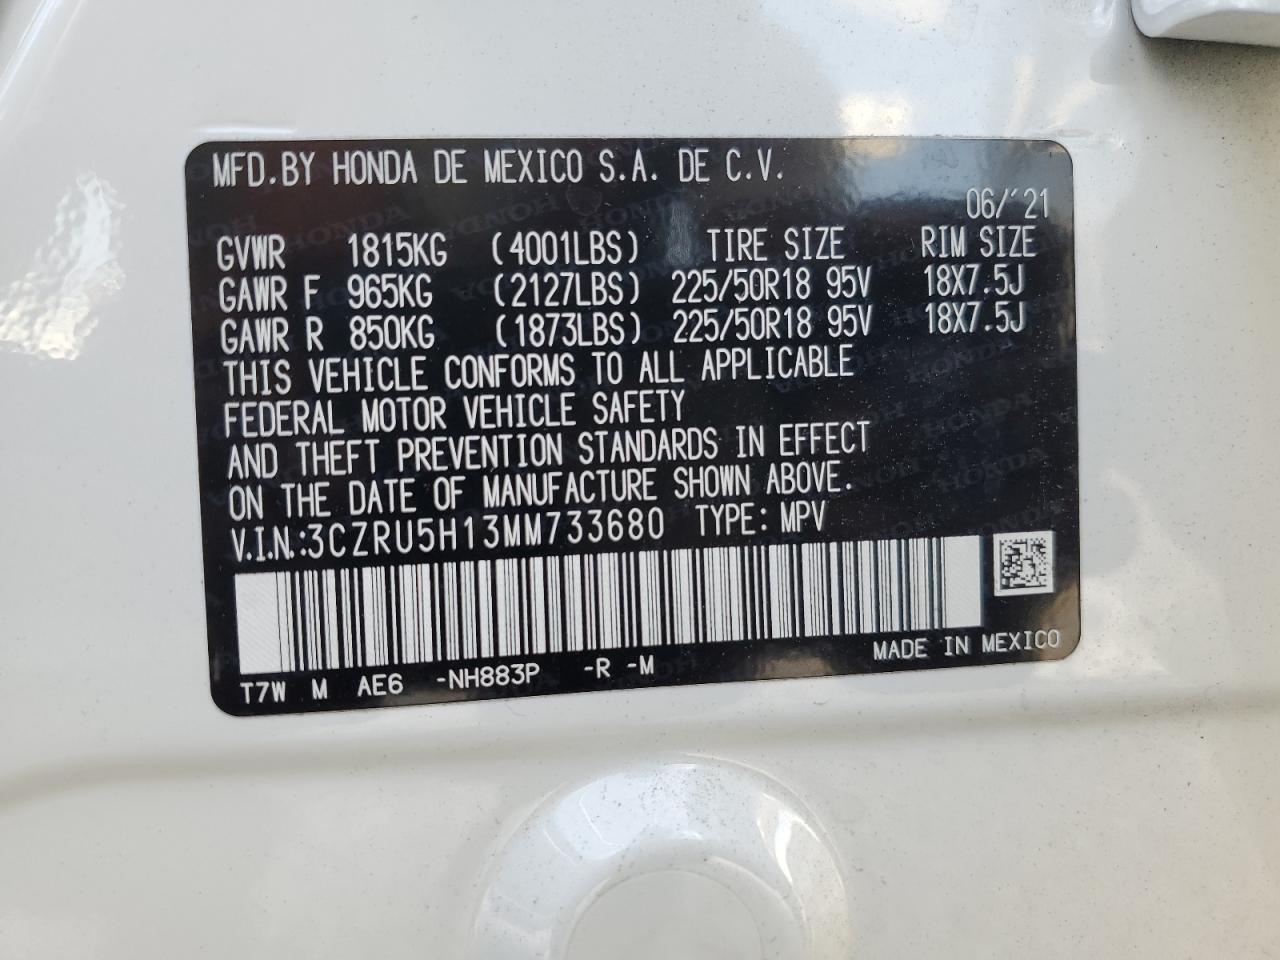 MFD.BY HONDA DE MEXICO S.A. DE C.V.
06/'21
GVWR 1815KG (4001LBS) TIRE SIZE RIM SIZE
GAWR F 965KG (2127LBS) 225/50R18 95V 18X7.5J
GAWR R 850KG (1873LBS) 225/50R18 95V 18X7.5J
THIS VEHICLE CONFORMS TO ALL APPLICABLE
FEDERAL MOTOR VEHICLE SAFETY
AND THEFT PREVENTION STANDARDS IN EFFECT
ON THE DATE OF MANUFACTURE SHOWN ABOVE.
V.I.N.:3CZRU5H13MM733680 TYPE: MPV
MADE IN MEXICO
T7W M AE6 -NH883P -R -M